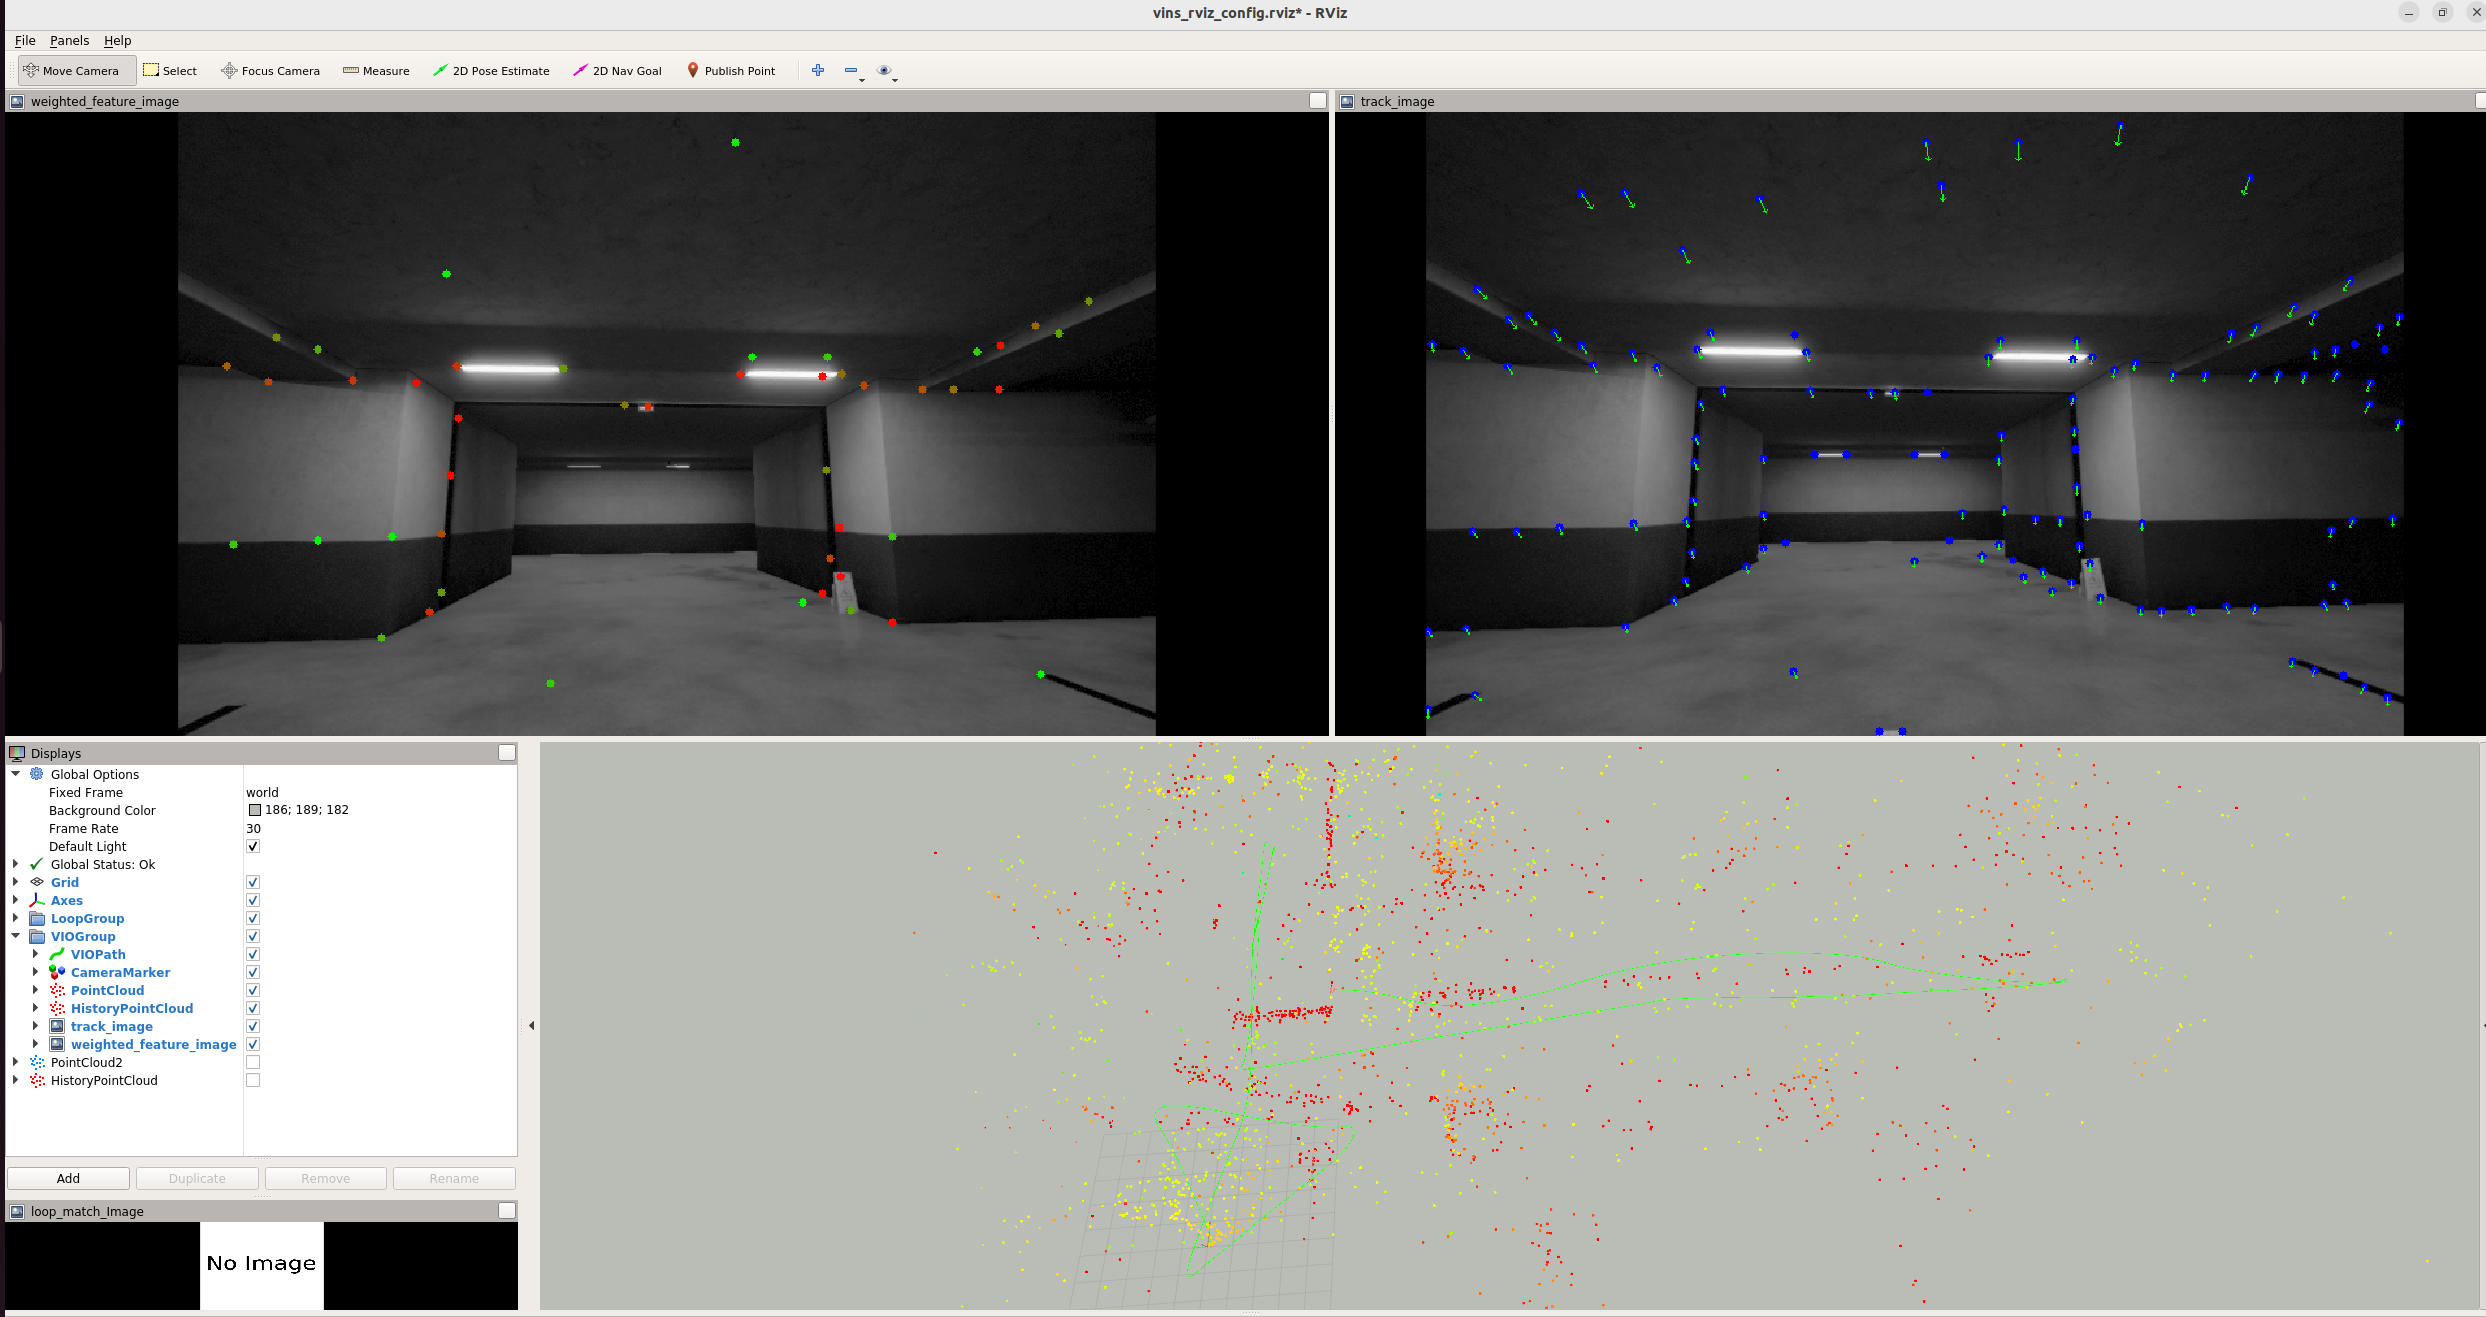 vins_rviz_config.rviz* - RViz
File Panels Help
Move Camera Select Focus Camera Measure 2D Pose Estimate 2D Nav Goal Publish Point
weighted_feature_image
track_image
Displays
Global Options
Fixed Frame world
Background Color 186; 189; 182
Frame Rate 30
Default Light
Global Status: Ok
Grid
Axes
LoopGroup
VIOGroup
VIOPath
CameraMarker
PointCloud
HistoryPointCloud
track_image
weighted_feature_image
PointCloud2
HistoryPointCloud
Add Duplicate Remove Rename
loop_match_Image
No Image